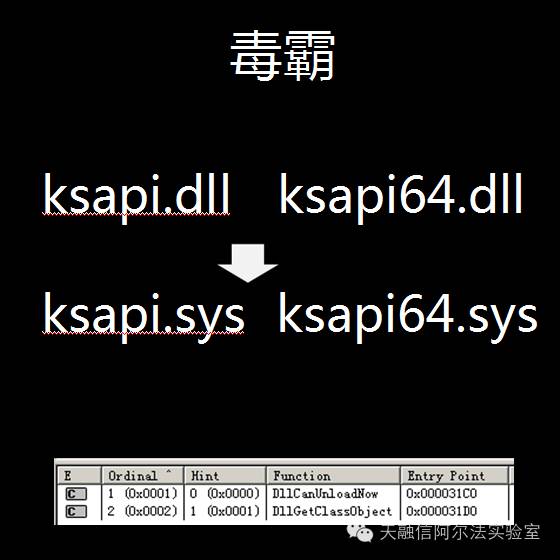 毒霸
ksapi.dll ksapi64.dll
ksapi.sys ksapi64.sys
E Ordinal ^ Hint Function Entry Point
C 1 (0x0001) 0 (0x0000) DllCanUnloadNow 0x000031C0
C 2 (0x0002) 1 (0x0001) DllGetClassObject 0x000031D0
天融信阿尔法实验室